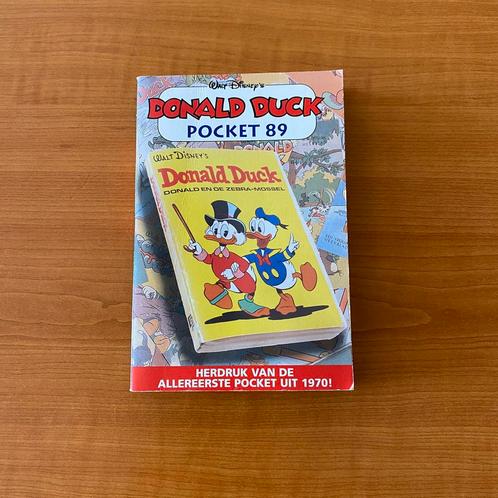 Walt Disney's
DONALD DUCK
POCKET 89
WALT DISNEY'S
Donald Duck
DONALD EN DE ZEBRA-MOSSEL
HERDRUK VAN DE
ALLEREERSTE POCKET UIT 1970!